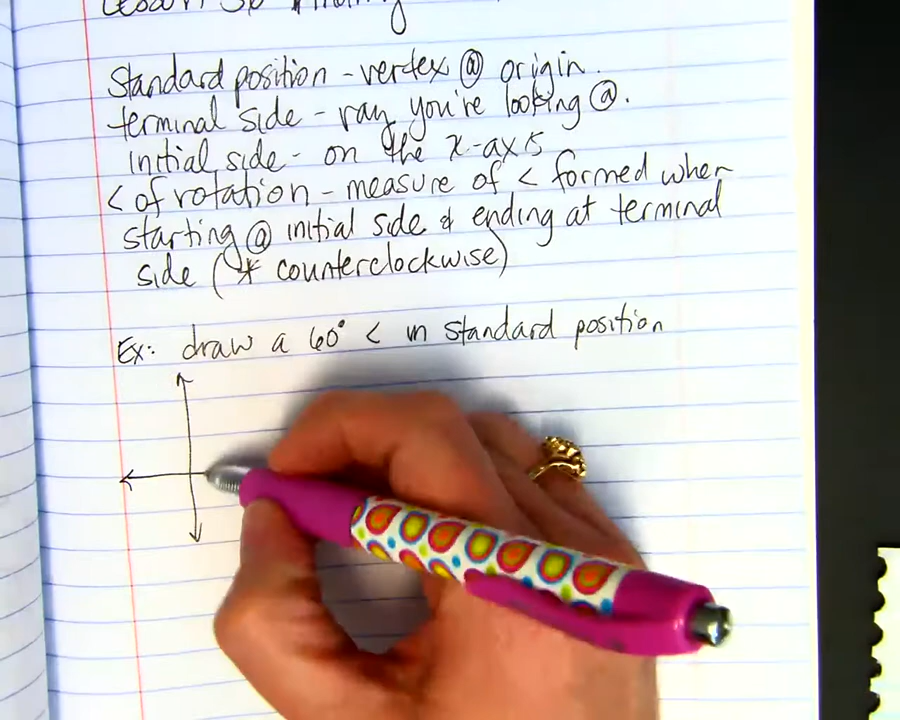 Standard position - vertex @ origin.
terminal side - ray you're looking @.
initial side - on the x-axis
< of rotation - measure of < formed when
starting @ initial side & ending at terminal
side (* counterclockwise)
Ex: draw a 60° < in standard position